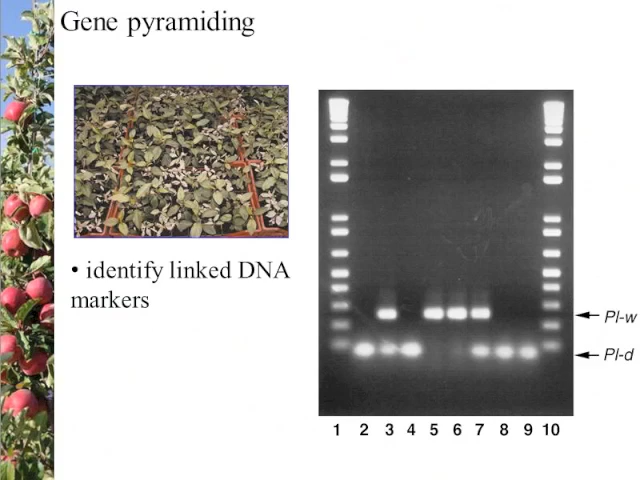 Gene pyramiding
• identify linked DNA
markers
Pl-w
Pl-d
1 2 3 4 5 6 7 8 9 10